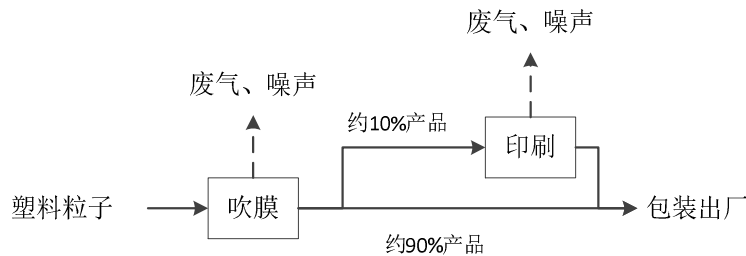 废气、噪声
废气、噪声
约10%产品
印刷
塑料粒子
吹膜
包装出厂
约90%产品